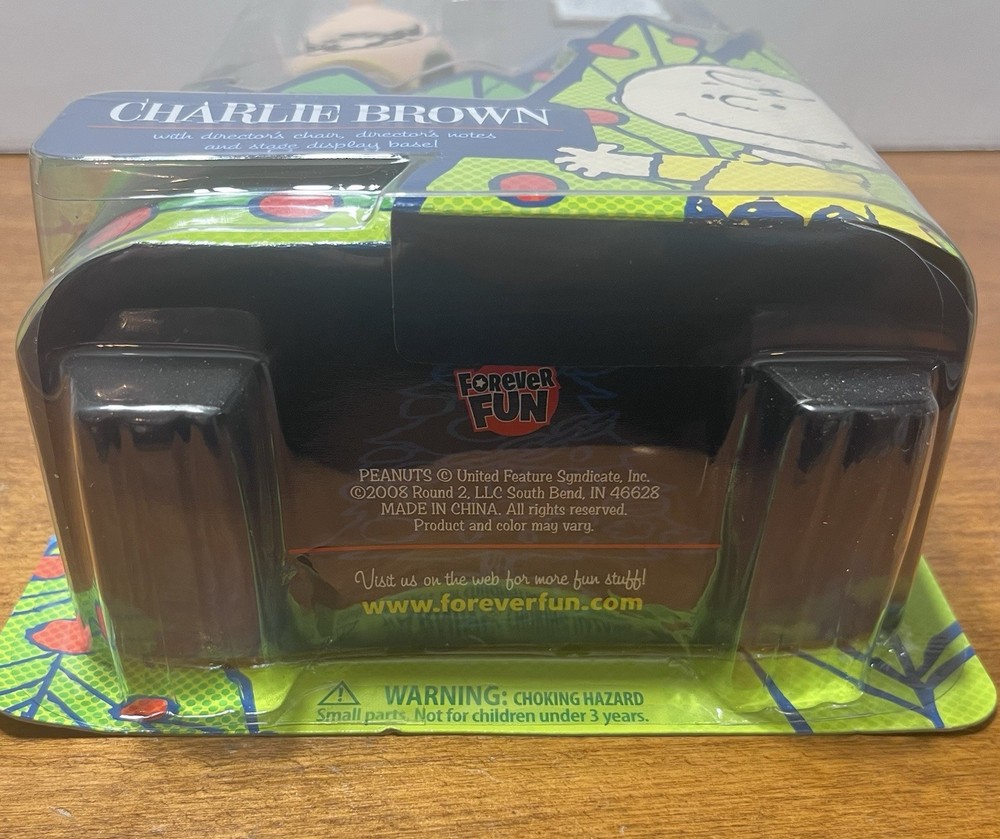 CHARLIE BROWN
with director's chair, director's notes
and stage display base!
FOREVER
FUN
PEANUTS © United Feature Syndicate, Inc.
©2008 Round 2, LLC South Bend, IN 46628
MADE IN CHINA. All rights reserved.
Product and color may vary.
Visit us on the web for more fun stuff!
www.foreverfun.com
WARNING: CHOKING HAZARD
Small parts. Not for children under 3 years.